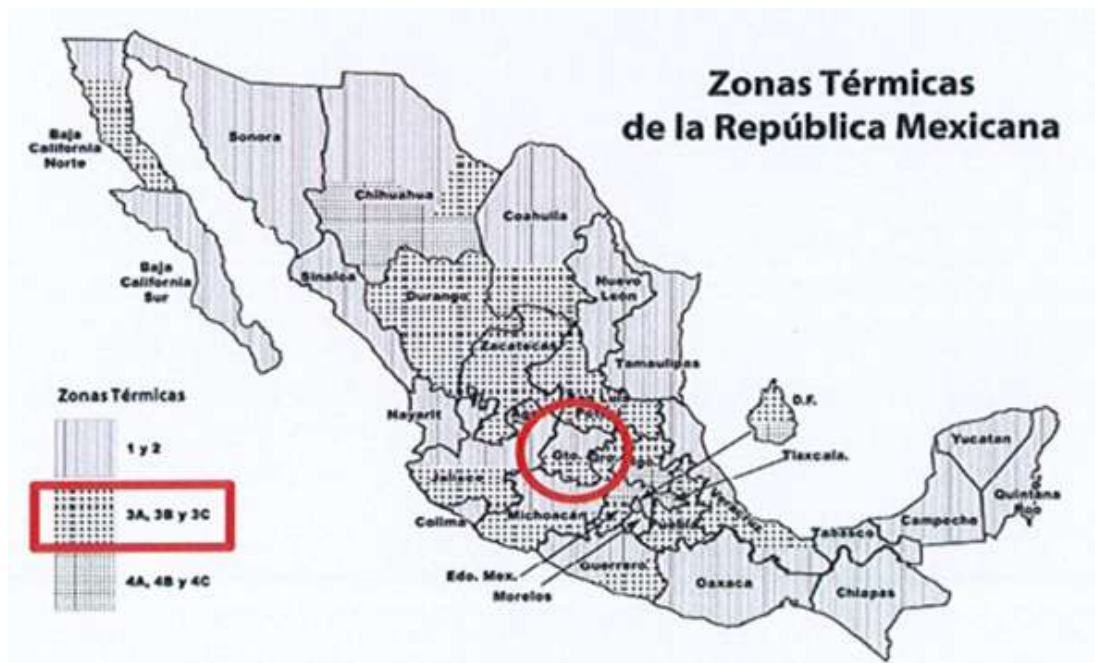 Zonas Térmicas
de la República Mexicana
Baja
California
Norte
Sonora
Chihuahua
Coahuila
Baja
California
Sur
Sinaloa
Durango
Nuevo
León
Zacatecas
Tamaulipas
Zonas Térmicas
1 y 2
3A, 3B y 3C
4A, 4B y 4C
Nayarit
D.F.
Gto.
Tlaxcala.
Yucatan
Jalisco
Colima
Michoacán
Puebla
Veracruz
Tabasco
Campeche
Quintana
Roo
Edo. Mex.
Morelos
Guerrero
Oaxaca
Chiapas